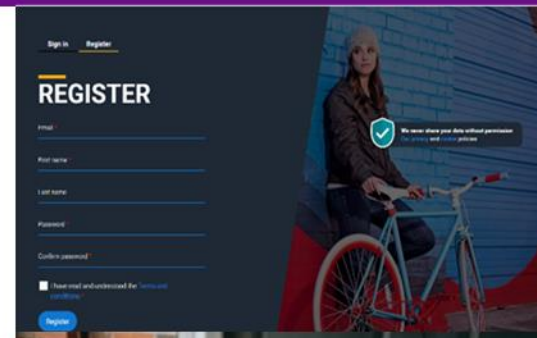 Sign in Register
REGISTER
Email *
First name *
Last name
Password *
Confirm password *
I have read and understand the Terms and
conditions *
Register
We never share your data without permission
Our privacy and cookie policies